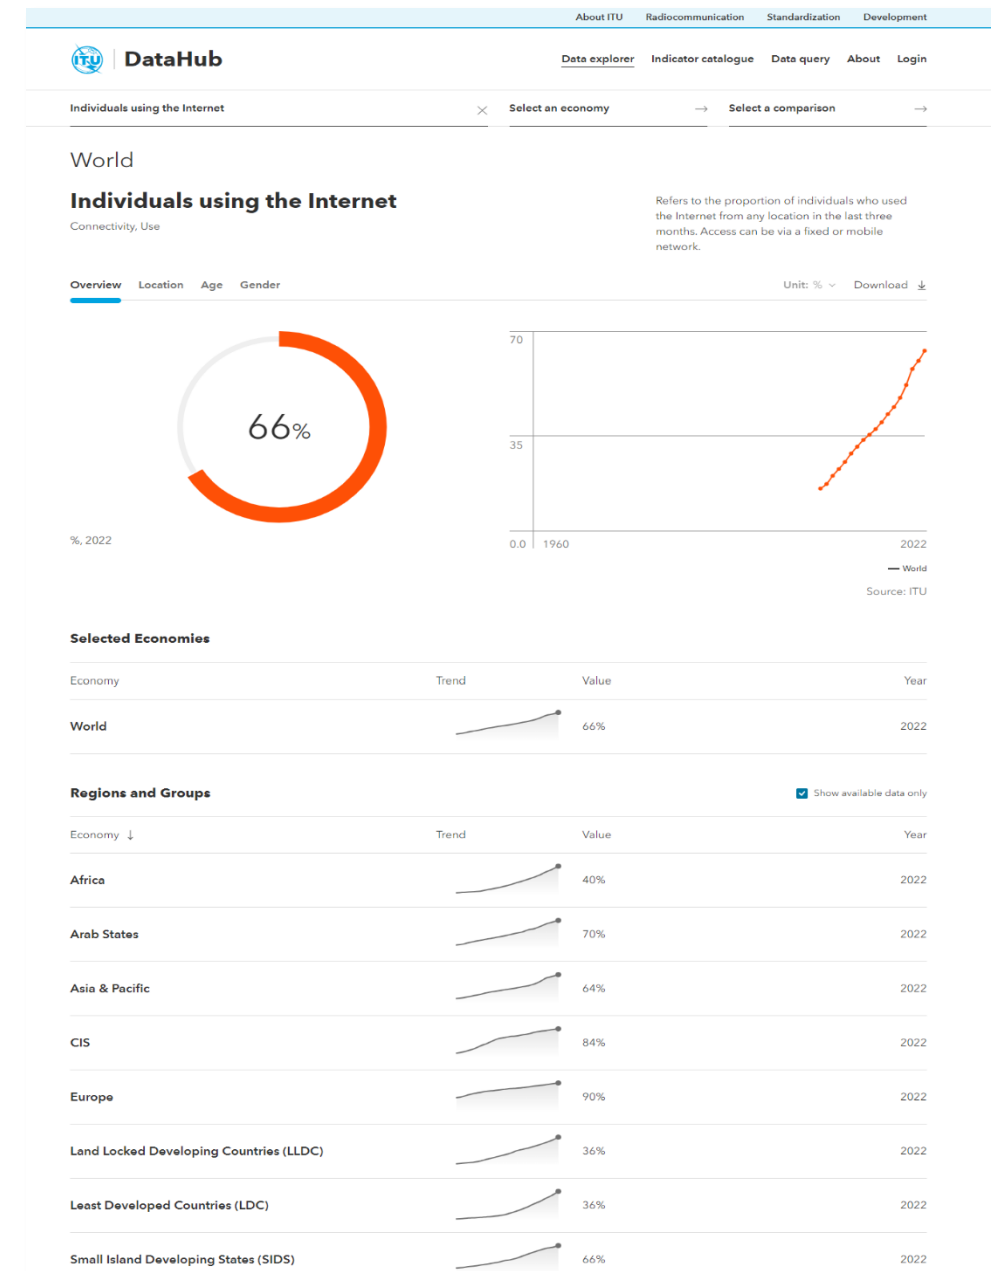 About ITU Radiocommunication Standardization Development
ITU DataHub
Data explorer Indicator catalogue Data query About Login
Individuals using the Internet Select an economy Select a comparison
World
Individuals using the Internet
Connectivity, Use
Refers to the proportion of individuals who used
the Internet from any location in the last three
months. Access can be via a fixed or mobile
network.
Overview Location Age Gender
Unit: % Download
66%
%, 2022
70
35
0.0 1960 2022
World
Source: ITU
Selected Economies
Economy Trend Value Year
World 66% 2022
Regions and Groups Show available data only
Economy ↓ Trend Value Year
Africa 40% 2022
Arab States 70% 2022
Asia & Pacific 64% 2022
CIS 84% 2022
Europe 90% 2022
Land Locked Developing Countries (LLDC) 36% 2022
Least Developed Countries (LDC) 36% 2022
Small Island Developing States (SIDS) 66% 2022